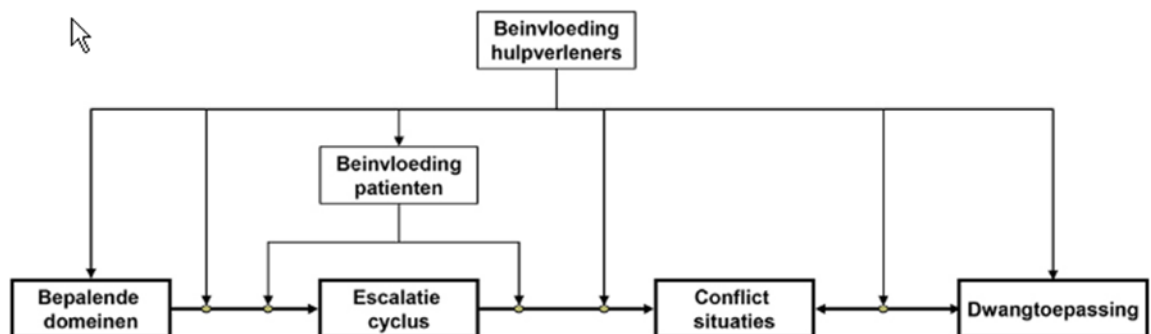 Beinvloeding
hulpverleners
Beinvloeding
patienten
Bepalende
domeinen
Escalatie
cyclus
Conflict
situaties
Dwangtoepassing